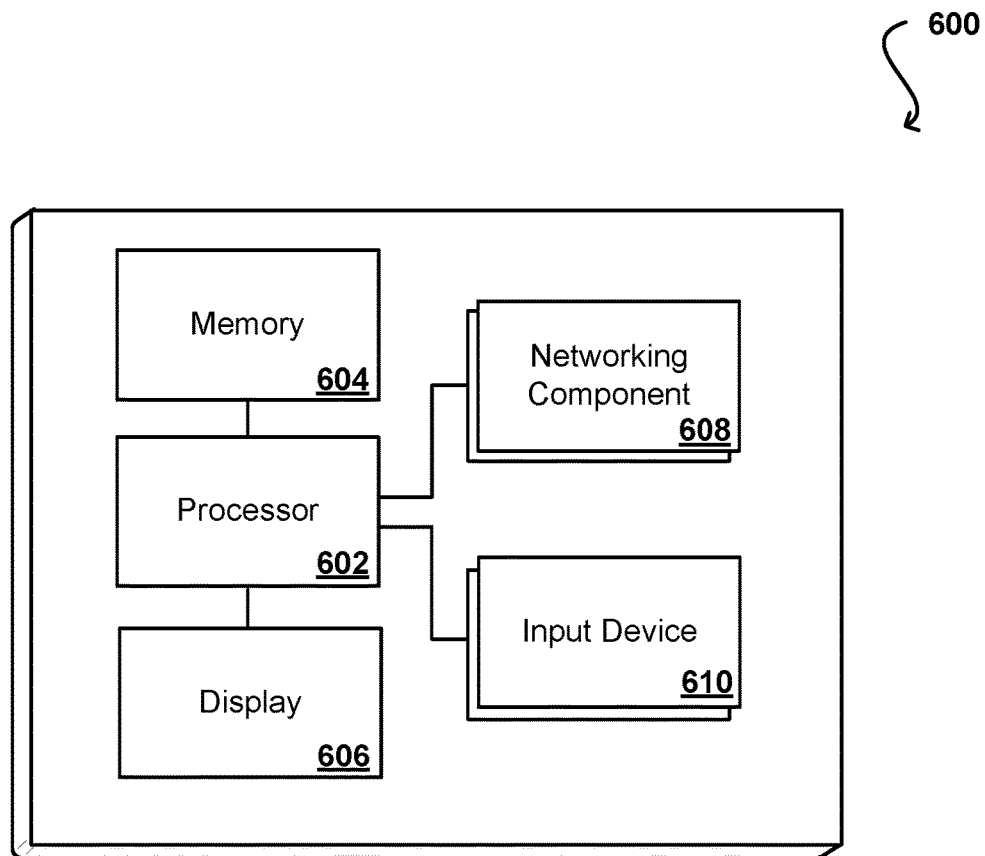 600
Memory
604
Networking
Component
608
Processor
602
Input Device
610
Display
606